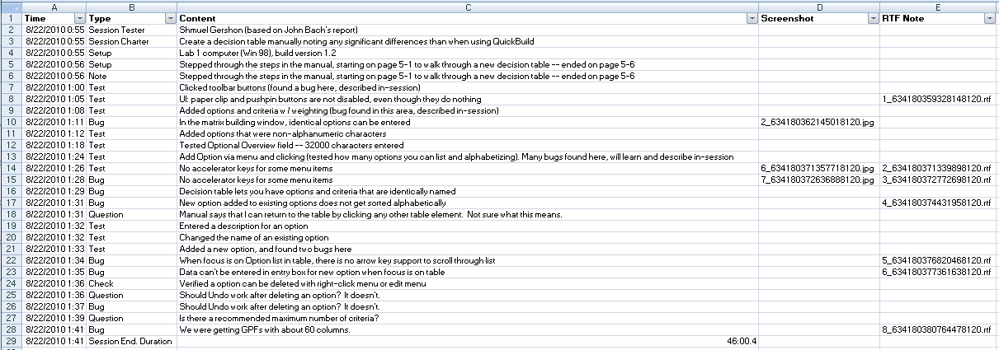 A B C D E
1 Time Type Content Screenshot RTF Note
2 8/22/2010 0:55 Session Tester Shmuel Gershon (based on John Bach's report)
3 8/22/2010 0:55 Session Charter Create a decision table manually noting any significant differences than when using QuickBuild
4 8/22/2010 0:55 Setup Lab 1 computer (Win 98), build version 1.2
5 8/22/2010 0:56 Setup Stepped through the steps in the manual, starting on page 5-1 to walk through a new decision table -- ended on page 5-6
6 8/22/2010 0:56 Note Stepped through the steps in the manual, starting on page 5-1 to walk through a new decision table -- ended on page 5-6
7 8/22/2010 1:00 Test Clicked toolbar buttons (found a bug here, described in-session)
8 8/22/2010 1:05 Test UI: paper clip and pushpin buttons are not disabled, even though they do nothing 1_634180359328148120.rtf
9 8/22/2010 1:08 Test Added options and criteria w / weighting (bug found in this area, described in-session)
10 8/22/2010 1:11 Bug In the matrix building window, identical options can be entered 2_634180362145018120.jpg
11 8/22/2010 1:12 Test Added options that were non-alphanumeric characters
12 8/22/2010 1:18 Test Tested Optional Overview field -- 32000 characters entered
13 8/22/2010 1:24 Test Add Option via menu and clicking (tested how many options you can list and alphabetizing). Many bugs found here, will learn and describe in-session
14 8/22/2010 1:26 Test No accelerator keys for some menu items 6_634180371357718120.jpg 2_634180371339898120.rtf
15 8/22/2010 1:28 Bug No accelerator keys for some menu items 7_634180372636888120.jpg 3_634180372772698120.rtf
16 8/22/2010 1:29 Bug Decision table lets you have options and criteria that are identically named
17 8/22/2010 1:31 Bug New option added to existing options does not get sorted alphabetically 4_634180374431958120.rtf
18 8/22/2010 1:31 Question Manual says that I can return to the table by clicking any other table element. Not sure what this means.
19 8/22/2010 1:32 Test Entered a description for an option
20 8/22/2010 1:32 Test Changed the name of an existing option
21 8/22/2010 1:33 Test Added a new option, and found two bugs here
22 8/22/2010 1:34 Bug When focus is on Option list in table, there is no arrow key support to scroll through list 5_634180376820468120.rtf
23 8/22/2010 1:35 Bug Data can't be entered in entry box for new option when focus is on table 6_634180377361638120.rtf
24 8/22/2010 1:36 Check Verified a option can be deleted with right-click menu or edit menu
25 8/22/2010 1:36 Question Should Undo work after deleting an option? It doesn't.
26 8/22/2010 1:37 Bug Should Undo work after deleting an option? It doesn't.
27 8/22/2010 1:39 Question Is there a recommended maximum number of criteria?
28 8/22/2010 1:41 Bug We were getting GPFs with about 60 columns. 8_634180380764478120.rtf
29 8/22/2010 1:41 Session End. Duration 46:00.4